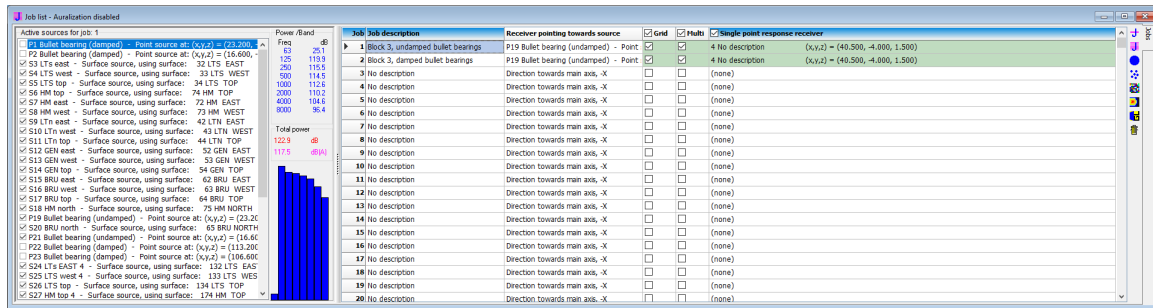 Job list - Auralization disabled
Active sources for job: 1
P1 Bullet bearing (damped) - Point source at: (x,y,z) = (23.200, -
P2 Bullet bearing (damped) - Point source at: (x,y,z) = (16.600, -
S3 LTs east - Surface source, using surface: 32 LTS EAST
S4 LTS west - Surface source, using surface: 33 LTS WEST
S5 LTS top - Surface source, using surface: 34 LTS TOP
S6 HM top - Surface source, using surface: 74 HM TOP
S7 HM east - Surface source, using surface: 72 HM EAST
S8 HM west - Surface source, using surface: 73 HM WEST
S9 LTn east - Surface source, using surface: 42 LTN EAST
S10 LTn west - Surface source, using surface: 43 LTN WEST
S11 LTn top - Surface source, using surface: 44 LTN TOP
S12 GEN east - Surface source, using surface: 52 GEN EAST
S13 GEN west - Surface source, using surface: 53 GEN WEST
S14 GEN top - Surface source, using surface: 54 GEN TOP
S15 BRU east - Surface source, using surface: 62 BRU EAST
S16 BRU west - Surface source, using surface: 63 BRU WEST
S17 BRU top - Surface source, using surface: 64 BRU TOP
S18 HM north - Surface source, using surface: 75 HM NORTH
P19 Bullet bearing (undamped) - Point source at: (x,y,z) = (23.20
S20 BRU north - Surface source, using surface: 65 BRU NORTH
P21 Bullet bearing (undamped) - Point source at: (x,y,z) = (16.60
P22 Bullet bearing (damped) - Point source at: (x,y,z) = (113.200
P23 Bullet bearing (damped) - Point source at: (x,y,z) = (106.600
S24 LTs EAST 4 - Surface source, using surface: 132 LTS EAST
S25 LTS west 4 - Surface source, using surface: 133 LTS WES
S26 LTS top - Surface source, using surface: 134 LTS TOP
S27 HM top 4 - Surface source, using surface: 174 HM TOP
Power /Band
Freq dB
63 25.1
125 119.9
250 115.5
500 114.5
1000 112.6
2000 110.2
4000 104.6
8000 96.4
Total power
122.9 dB
117.5 dB(A)
Job Job description Receiver pointing towards source Grid Multi Single point response receiver
1 Block 3, undamped bullet bearings P19 Bullet bearing (undamped) - Point 4 No description (x,y,z) = (40.500, -4.000, 1.500)
2 Block 3, damped bullet bearings P19 Bullet bearing (undamped) - Point 4 No description (x,y,z) = (40.500, -4.000, 1.500)
3 No description Direction towards main axis, -X (none)
4 No description Direction towards main axis, -X (none)
5 No description Direction towards main axis, -X (none)
6 No description Direction towards main axis, -X (none)
7 No description Direction towards main axis, -X (none)
8 No description Direction towards main axis, -X (none)
9 No description Direction towards main axis, -X (none)
10 No description Direction towards main axis, -X (none)
11 No description Direction towards main axis, -X (none)
12 No description Direction towards main axis, -X (none)
13 No description Direction towards main axis, -X (none)
14 No description Direction towards main axis, -X (none)
15 No description Direction towards main axis, -X (none)
16 No description Direction towards main axis, -X (none)
17 No description Direction towards main axis, -X (none)
18 No description Direction towards main axis, -X (none)
19 No description Direction towards main axis, -X (none)
20 No description Direction towards main axis, -X (none)
Jobs